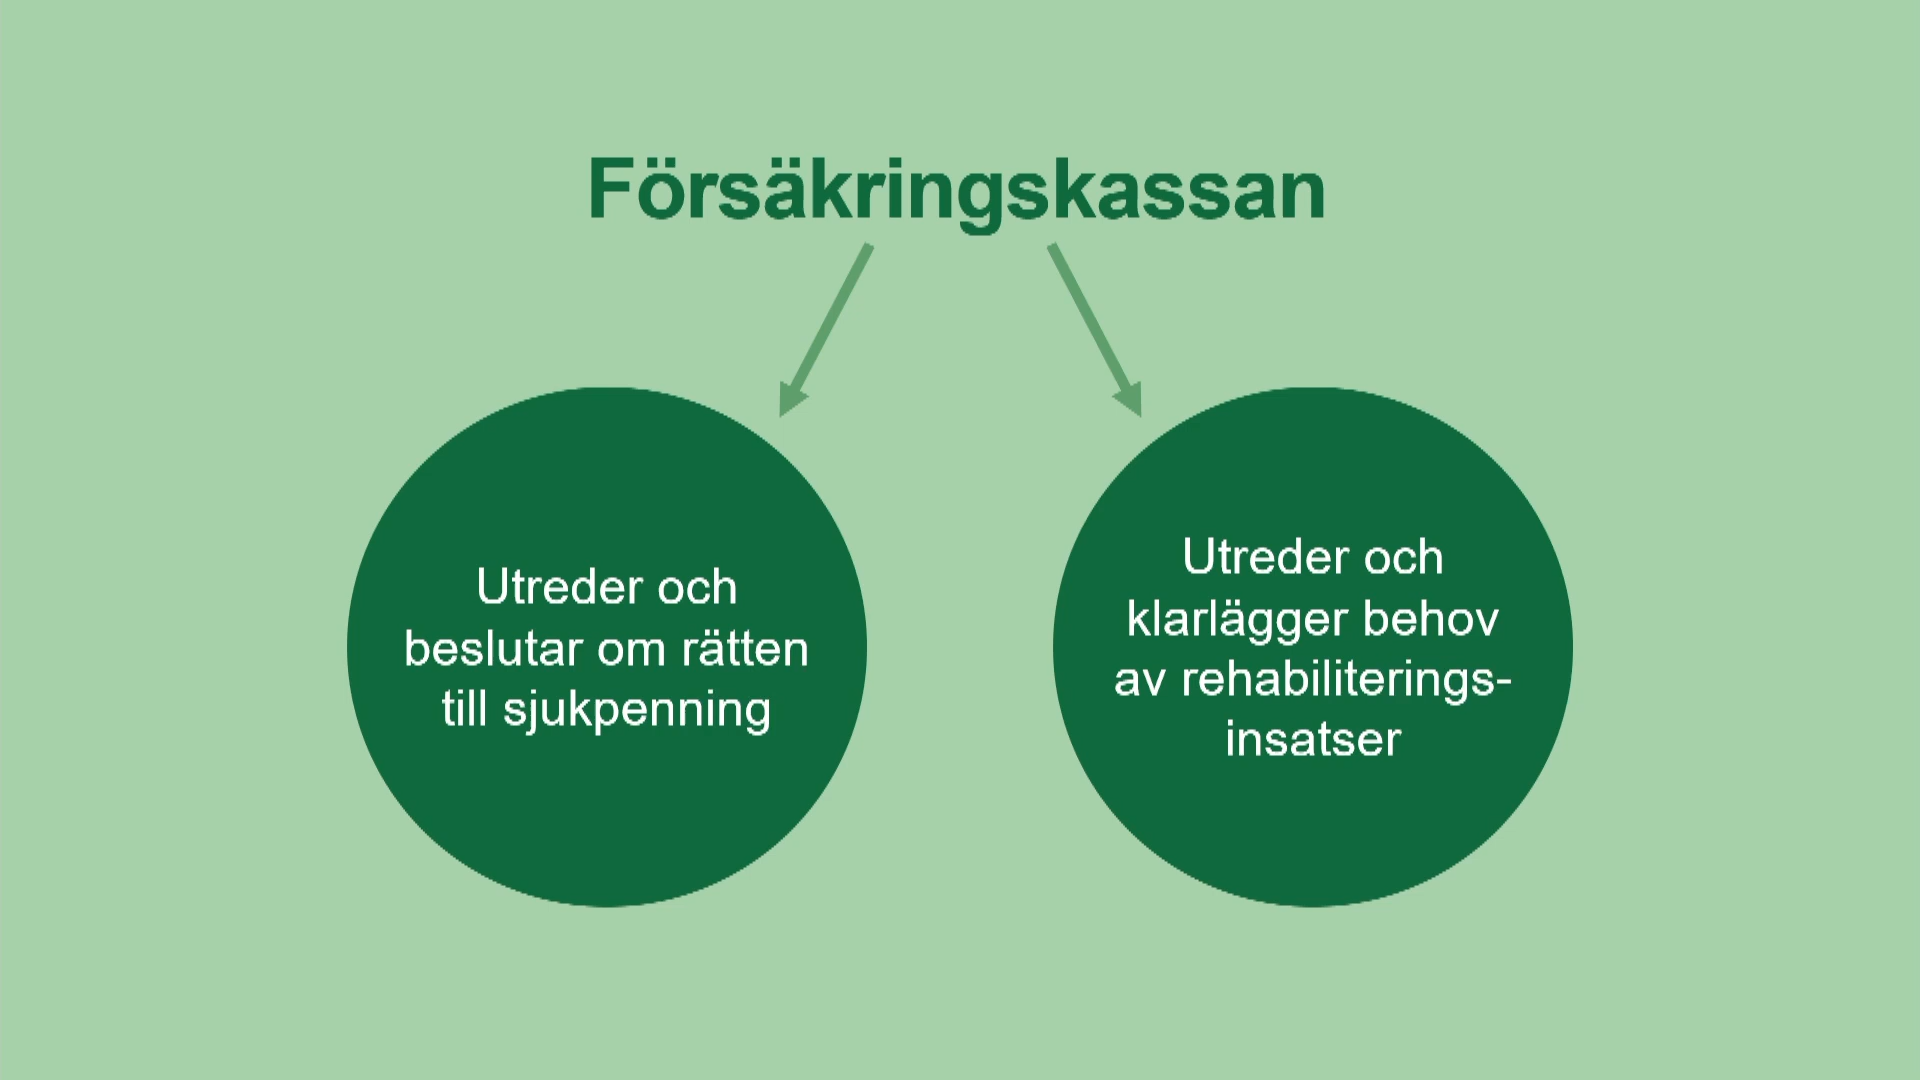 Försäkringskassan
Utreder och
beslutar om rätten
till sjukpenning
Utreder och
klarlägger behov
av rehabiliterings-
insatser